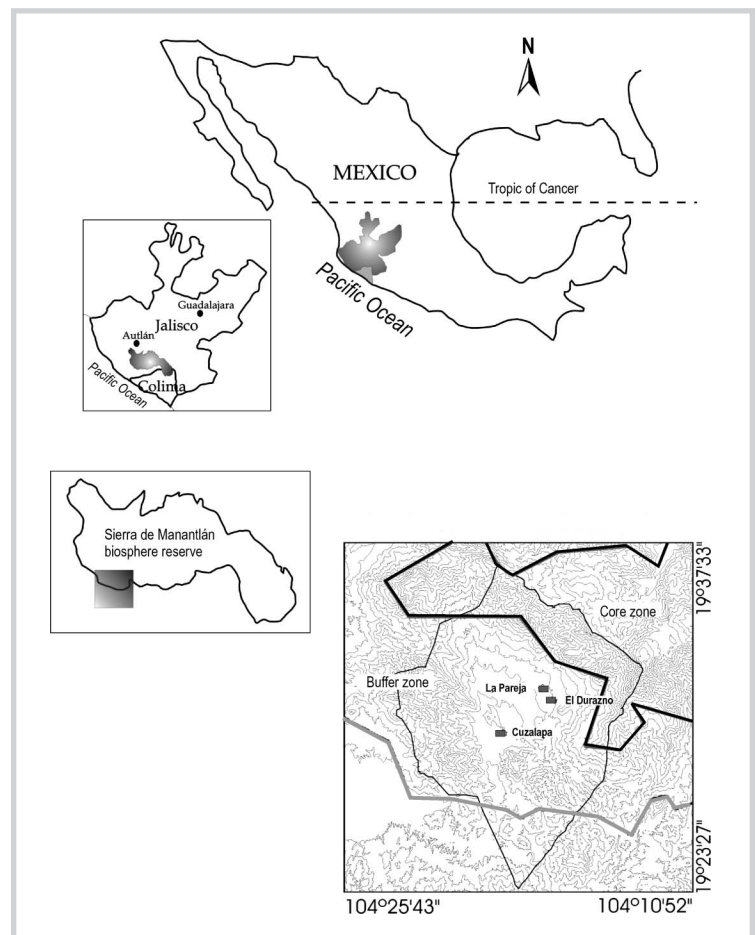 N
MEXICO
Tropic of Cancer
Pacific Ocean
Guadalajara
Jalisco
Autlán
Colima
Pacific Ocean
Sierra de Manantlán
biosphere reserve
19°37'33"
Core zone
Buffer zone
La Pareja
El Durazno
Cuzalapa
19°23'27"
104°25'43"
104°10'52"